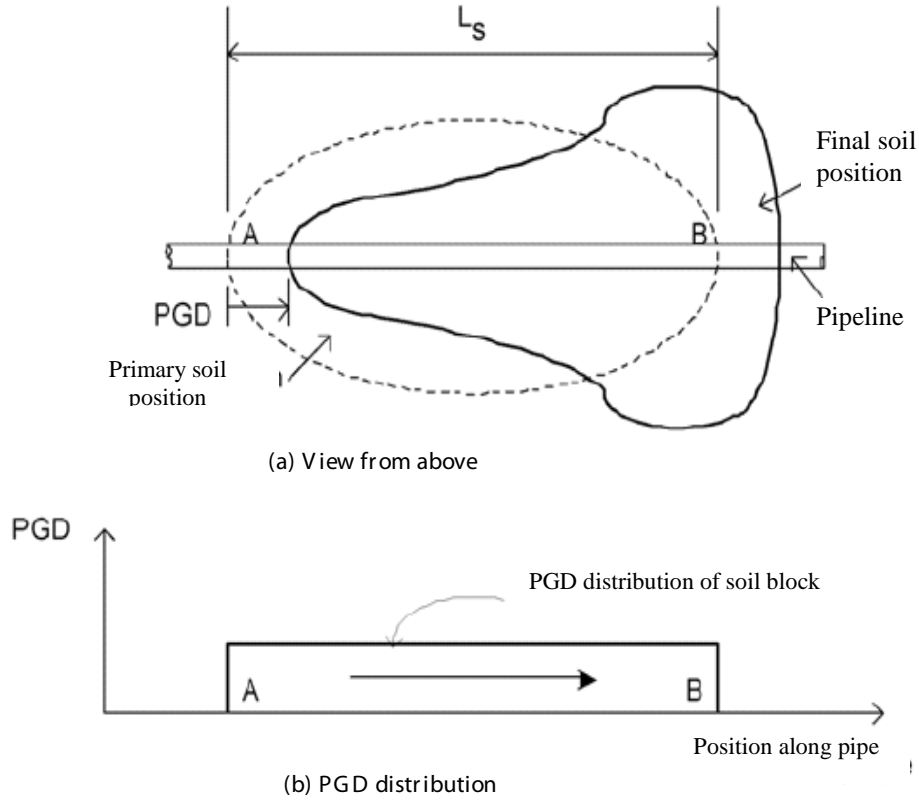 L_S
Final soil
position
A
B
PGD
Pipeline
Primary soil
position
(a) View from above
PGD
PGD distribution of soil block
A
B
Position along pipe
(b) PGD distribution